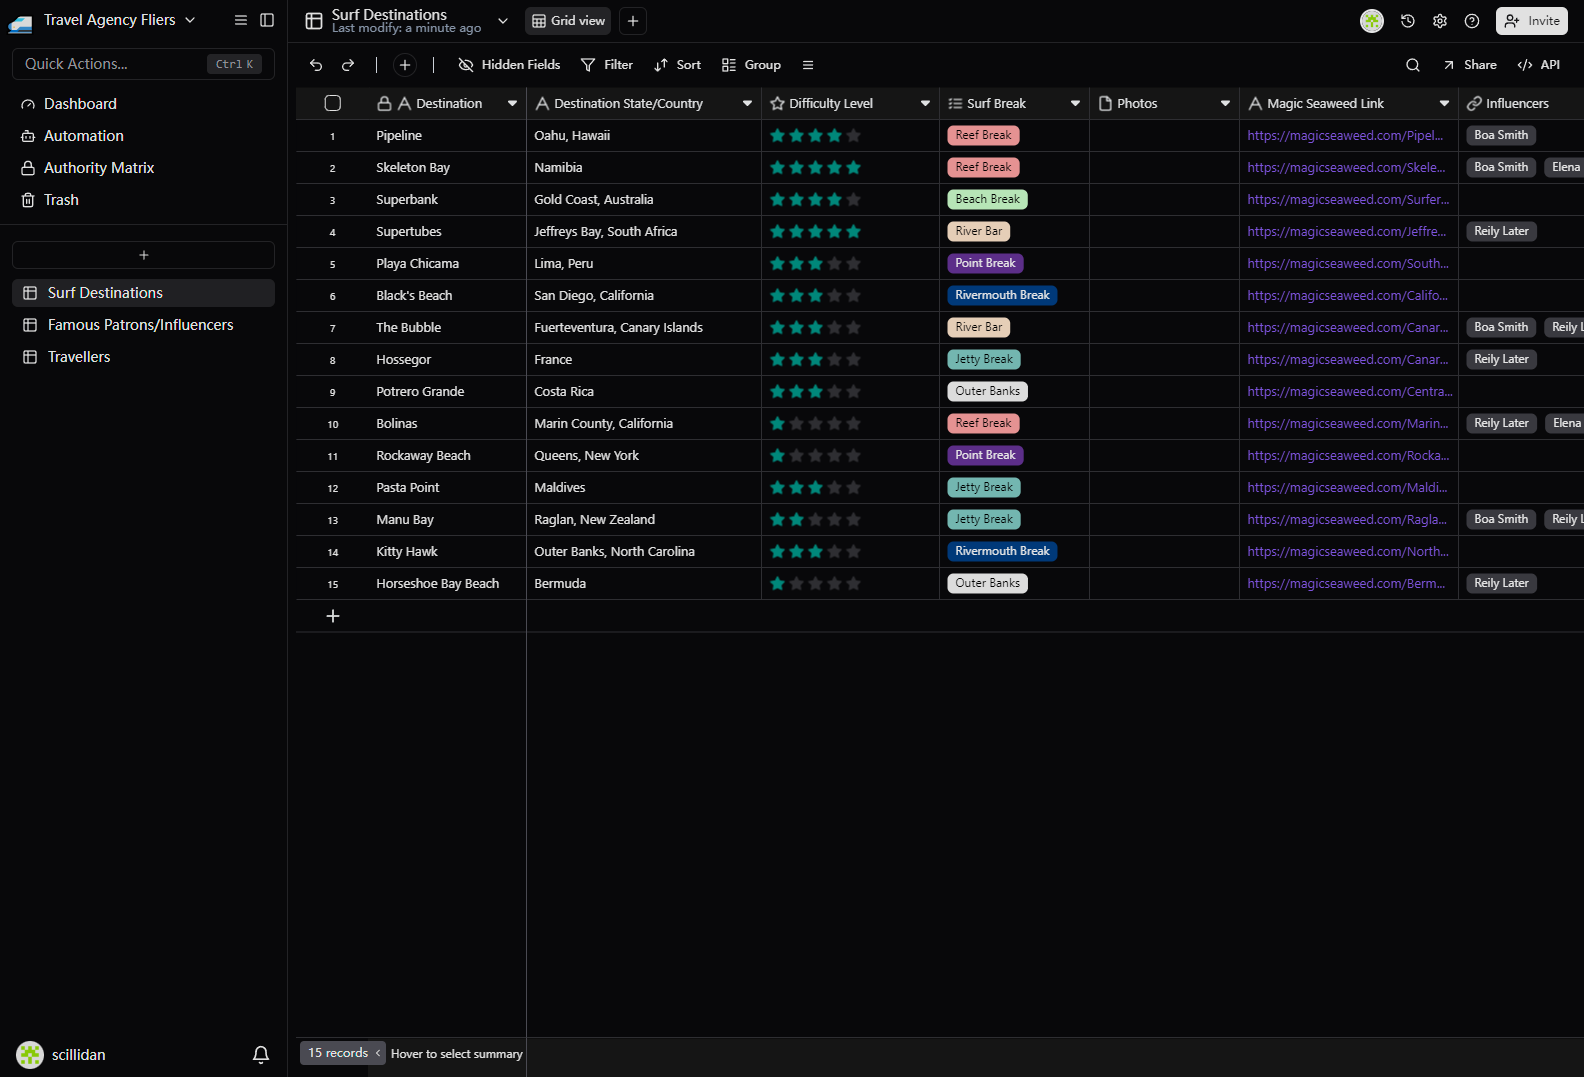 Travel Agency Fliers
Quick Actions... Ctrl K
Dashboard
Automation
Authority Matrix
Trash
+
Surf Destinations
Famous Patrons/Influencers
Travellers
scillidan
Surf Destinations
Last modify: a minute ago
Grid view
Invite
Hidden Fields Filter Sort Group
Share API
Destination Destination State/Country Difficulty Level Surf Break Photos Magic Seaweed Link Influencers
1 Pipeline Oahu, Hawaii Reef Break https://magicseaweed.com/Pipel... Boa Smith
2 Skeleton Bay Namibia Reef Break https://magicseaweed.com/Skele... Boa Smith Elena
3 Superbank Gold Coast, Australia Beach Break https://magicseaweed.com/Surfer...
4 Supertubes Jeffreys Bay, South Africa River Bar https://magicseaweed.com/Jeffre... Reily Later
5 Playa Chicama Lima, Peru Point Break https://magicseaweed.com/South...
6 Black's Beach San Diego, California Rivermouth Break https://magicseaweed.com/Califo...
7 The Bubble Fuerteventura, Canary Islands River Bar https://magicseaweed.com/Canar... Boa Smith Reily L
8 Hossegor France Jetty Break https://magicseaweed.com/Canar... Reily Later
9 Potrero Grande Costa Rica Outer Banks https://magicseaweed.com/Centra...
10 Bolinas Marin County, California Reef Break https://magicseaweed.com/Marin... Reily Later Elena
11 Rockaway Beach Queens, New York Point Break https://magicseaweed.com/Rocka...
12 Pasta Point Maldives Jetty Break https://magicseaweed.com/Maldi...
13 Manu Bay Raglan, New Zealand Jetty Break https://magicseaweed.com/Ragla... Boa Smith Reily L
14 Kitty Hawk Outer Banks, North Carolina Rivermouth Break https://magicseaweed.com/North...
15 Horseshoe Bay Beach Bermuda Outer Banks https://magicseaweed.com/Berm... Reily Later
15 records Hover to select summary